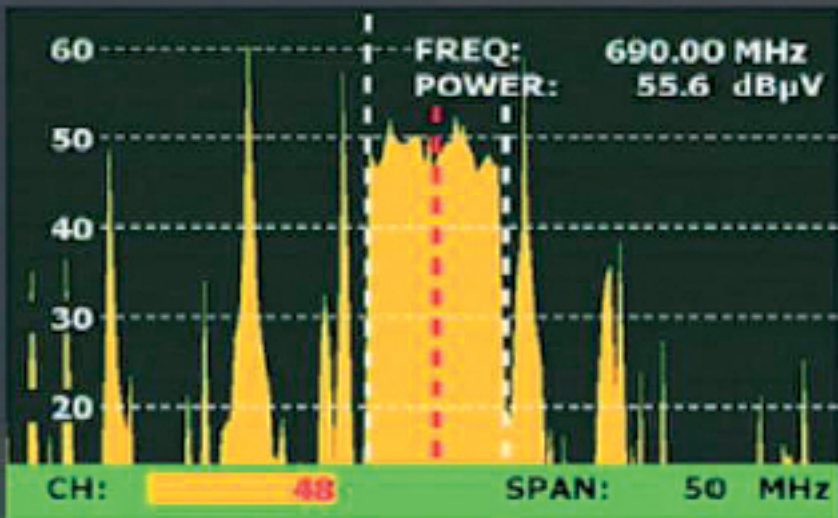 60 FREQ: 690.00 MHz
POWER: 55.6 dBµV
50
40
30
20
CH: 48 SPAN: 50 MHz